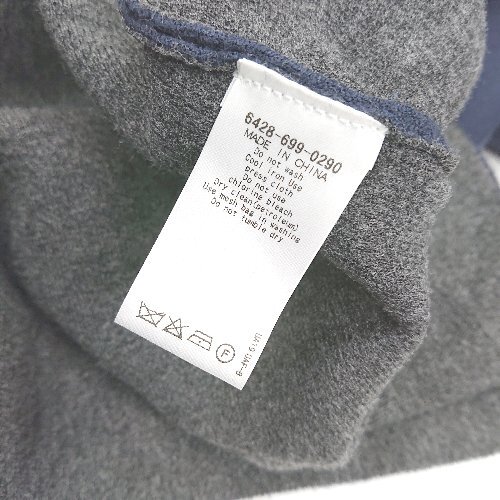 6428-699-0290
MADE IN CHINA
Do not wash
Cool iron Use
press cloth
Do not use
chlorine bleach
Dry clean(petroleum)
Use mesh bag in washing
Do not tumble dry
F